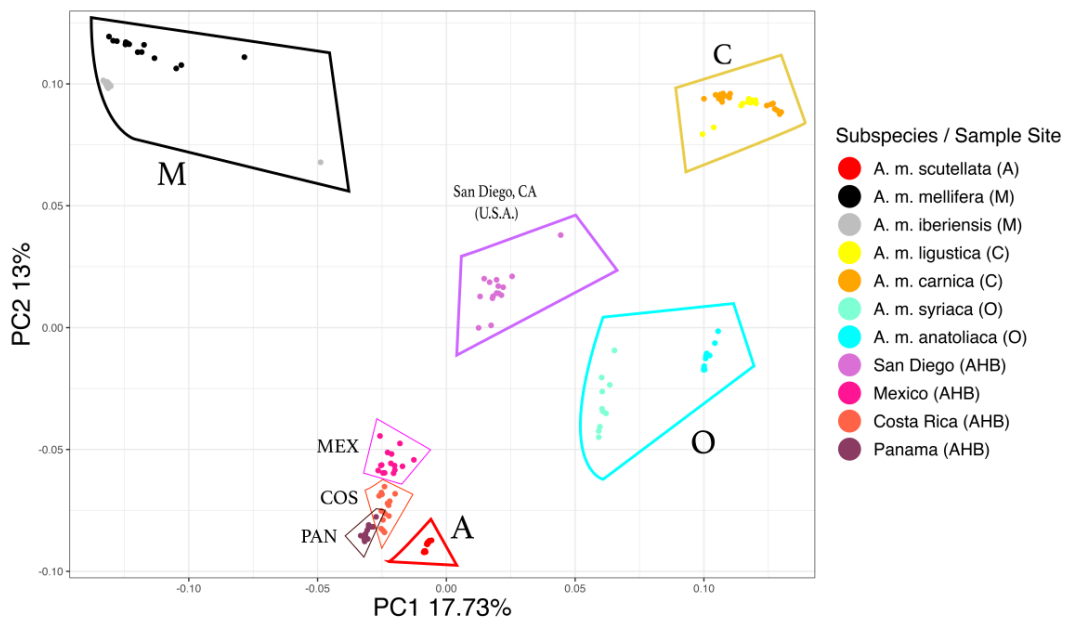 C
M
San Diego, CA
(U.S.A.)
O
MEX
COS
PAN
A
0.10
0.05
0.00
-0.05
-0.10
PC2 13%
-0.10
-0.05
0.00
0.05
0.10
PC1 17.73%
Subspecies / Sample Site
A. m. scutellata (A)
A. m. mellifera (M)
A. m. iberiensis (M)
A. m. ligustica (C)
A. m. carnica (C)
A. m. syriaca (O)
A. m. anatoliaca (O)
San Diego (AHB)
Mexico (AHB)
Costa Rica (AHB)
Panama (AHB)